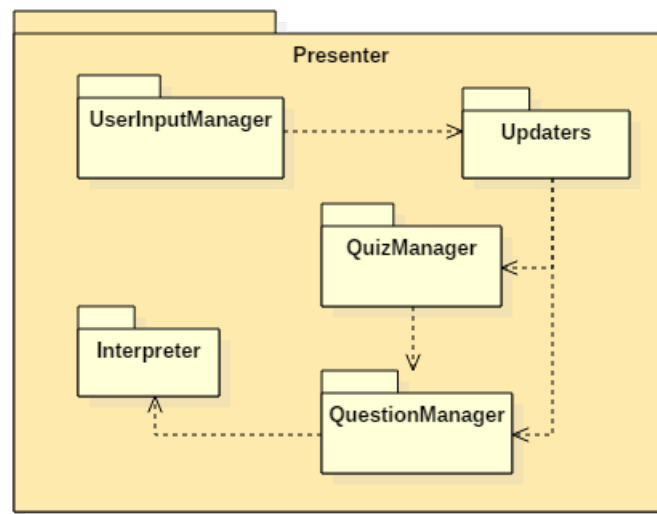 Presenter
UserInputManager
Updaters
QuizManager
Interpreter
QuestionManager